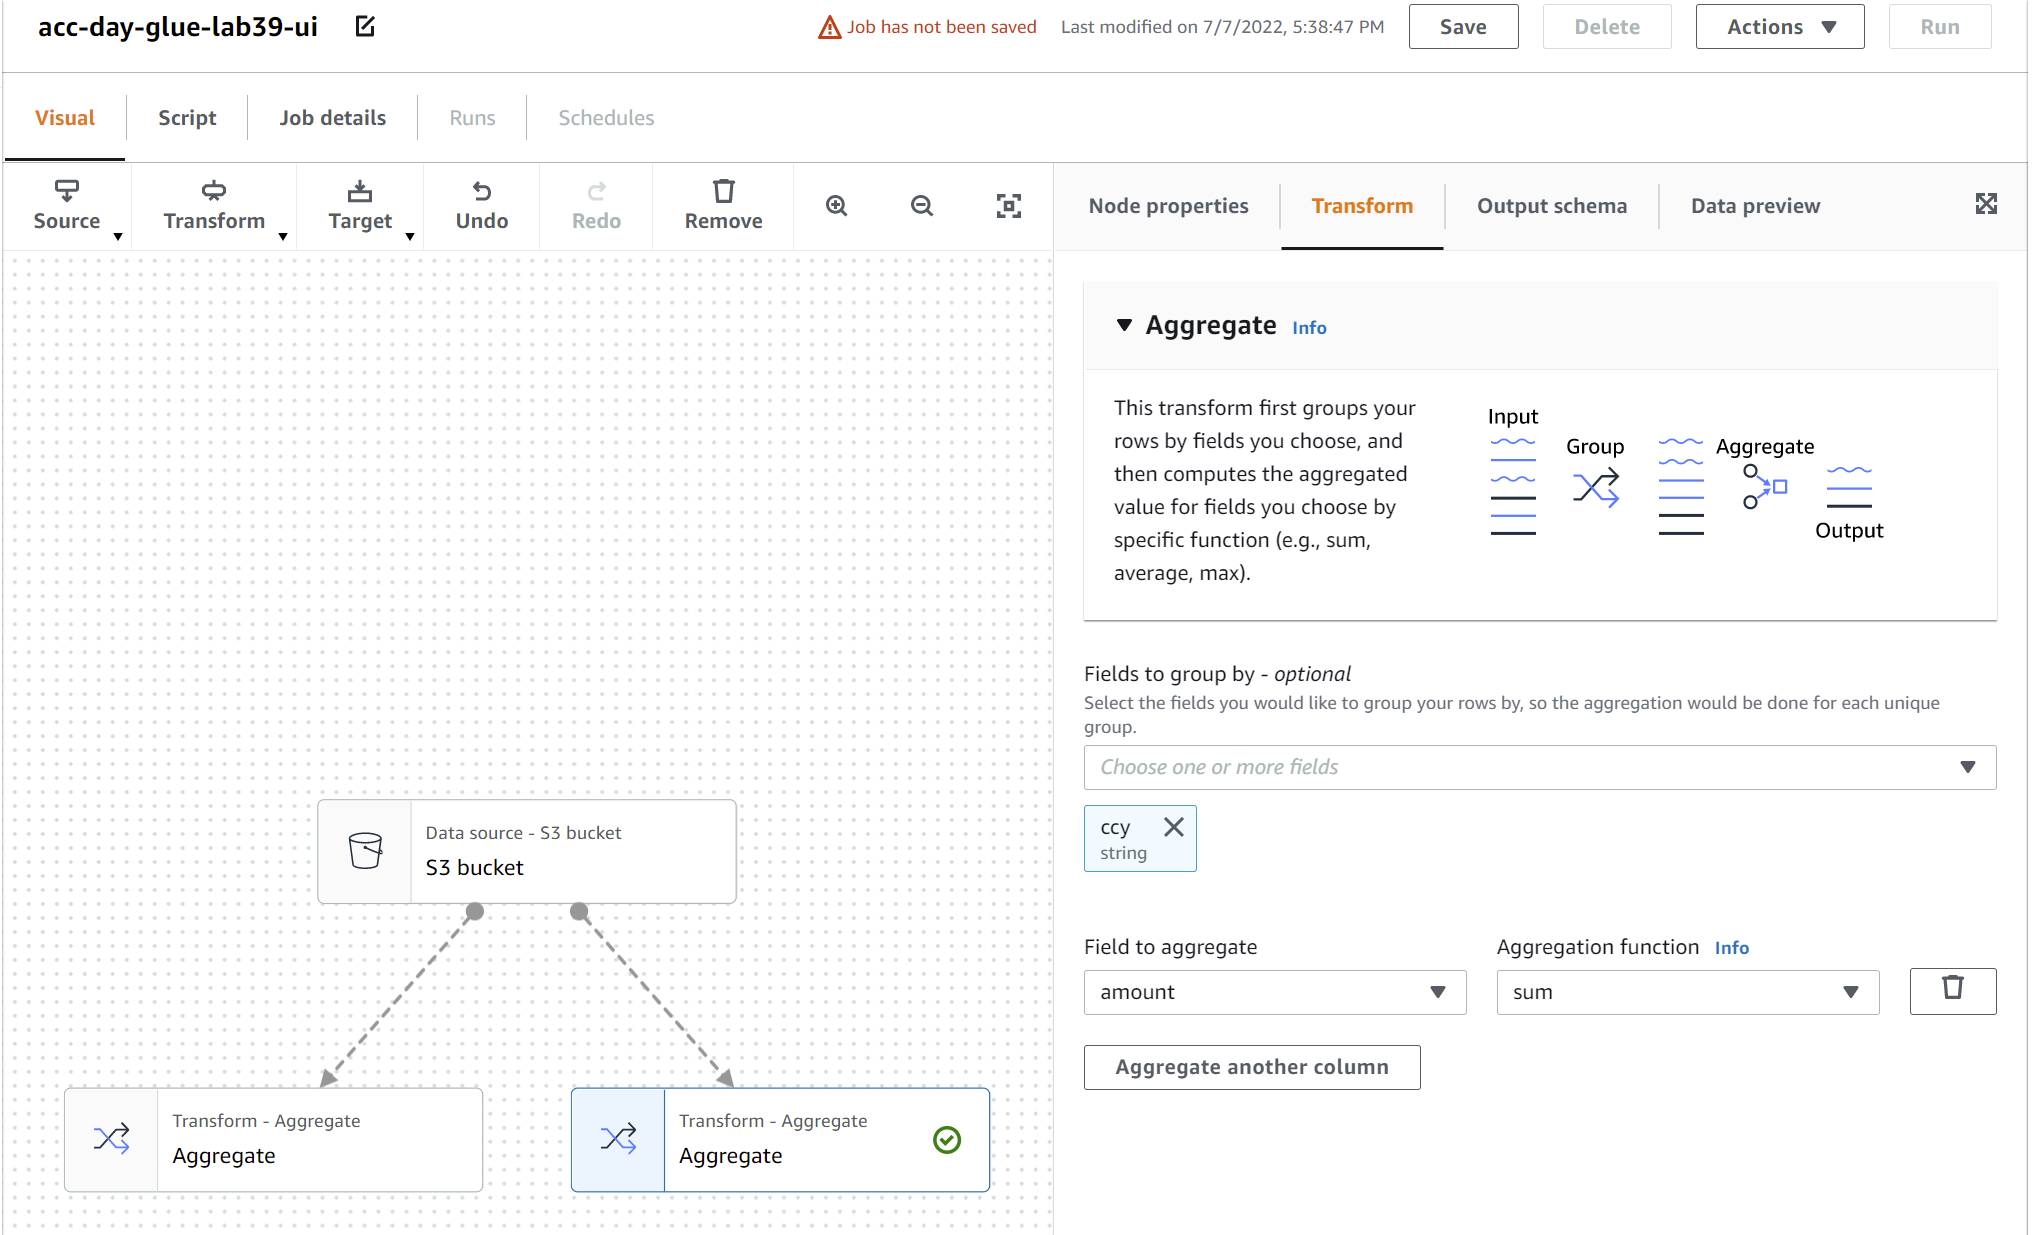 acc-day-glue-lab39-ui
Job has not been saved
Last modified on 7/7/2022, 5:38:47 PM
Save
Delete
Actions
Run
Visual
Script
Job details
Runs
Schedules
Source
Transform
Target
Undo
Redo
Remove
Node properties
Transform
Output schema
Data preview
Aggregate Info
This transform first groups your
rows by fields you choose, and
then computes the aggregated
value for fields you choose by
specific function (e.g., sum,
average, max).
Input
Group
Aggregate
Output
Fields to group by - optional
Select the fields you would like to group your rows by, so the aggregation would be done for each unique
group.
Choose one or more fields
ccy
string
Field to aggregate
Aggregation function Info
amount
sum
Aggregate another column
Data source - S3 bucket
S3 bucket
Transform - Aggregate
Aggregate
Transform - Aggregate
Aggregate